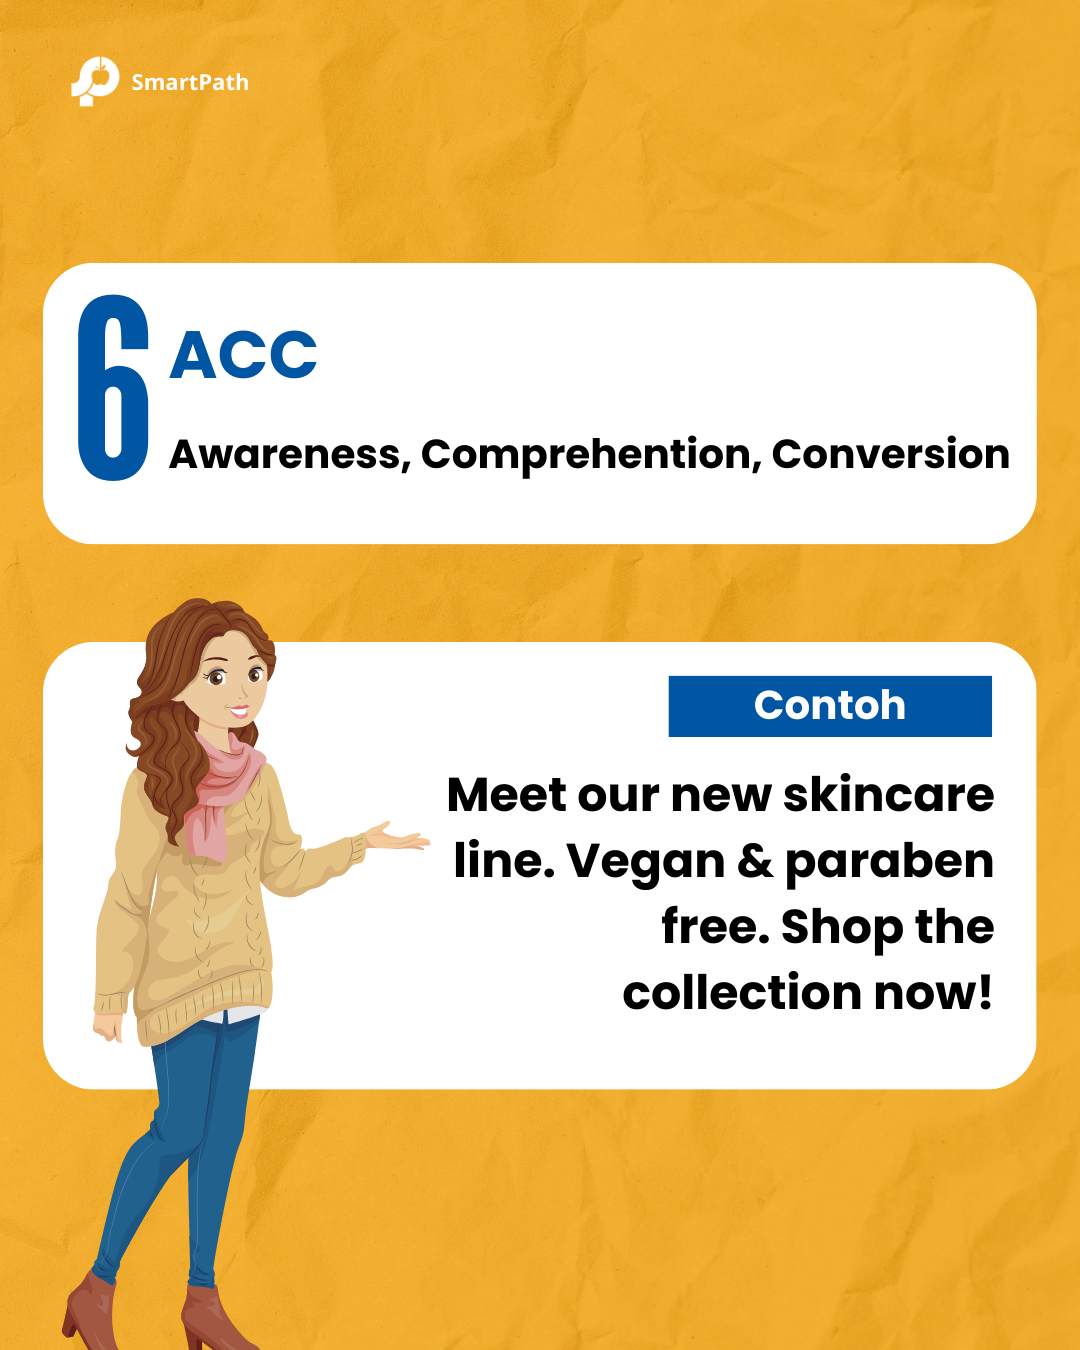 SmartPath
6
ACC
Awareness, Comprehention, Conversion
Contoh
Meet our new skincare
line. Vegan & paraben
free. Shop the
collection now!